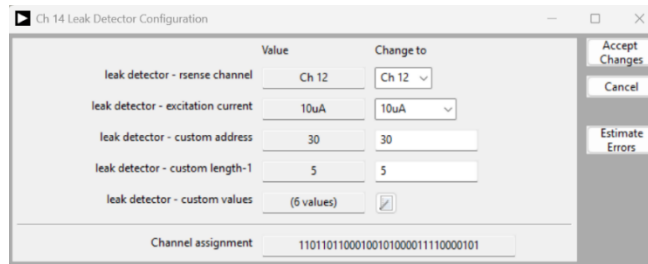 Ch 14 Leak Detector Configuration
Value Change to
leak detector - rsense channel Ch 12 Ch 12
leak detector - excitation current 10uA 10uA
leak detector - custom address 30 30
leak detector - custom length-1 5 5
leak detector - custom values (6 values)
Channel assignment 11011011000100101000011110000101
Accept
Changes
Cancel
Estimate
Errors